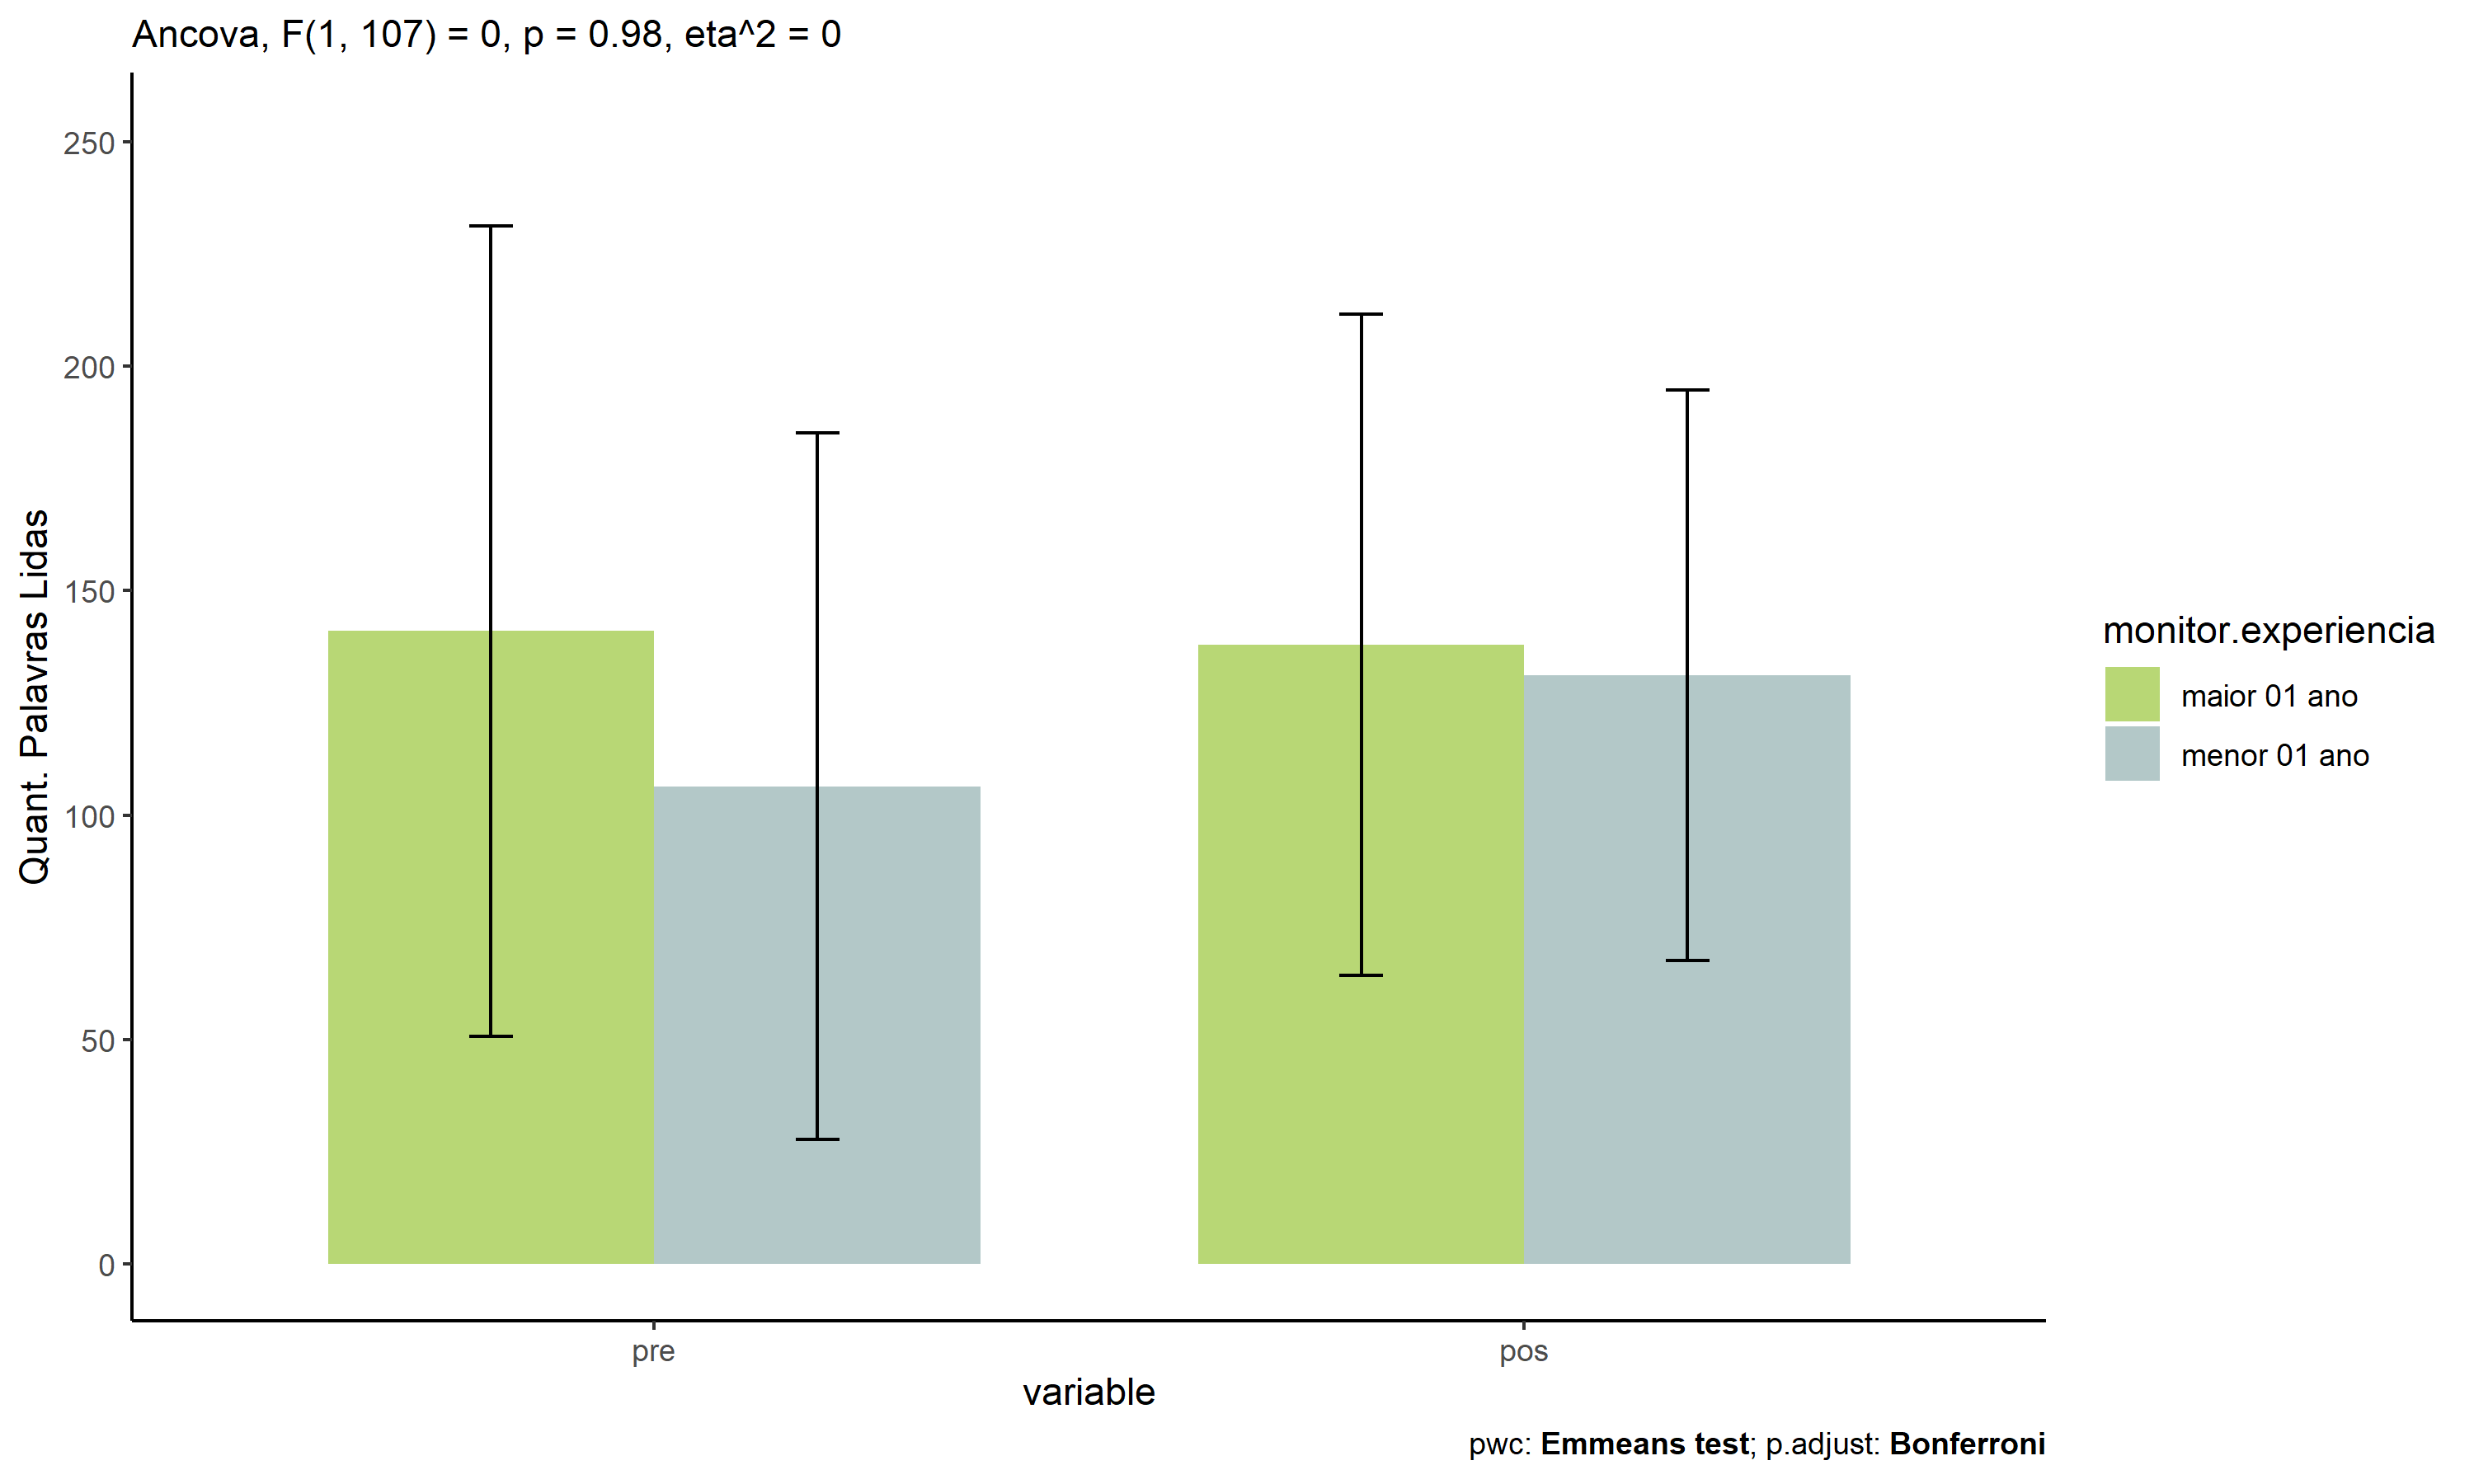 Ancova, F(1, 107) = 0, p = 0.98, eta^2 = 0
Quant. Palavras Lidas
250
200
150
100
50
0
pre
pos
variable
monitor.experiencia
maior 01 ano
menor 01 ano
pwc: Emmeans test; p.adjust: Bonferroni